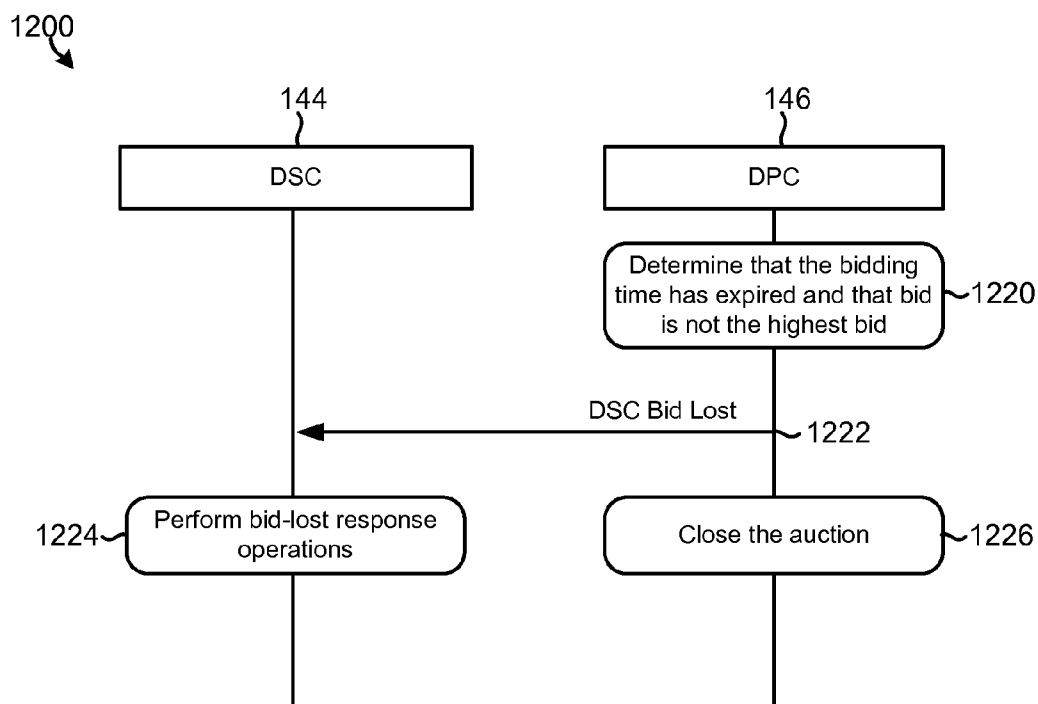 1200
144
146
DSC
DPC
Determine that the bidding
time has expired and that bid
is not the highest bid
1220
DSC Bid Lost
1222
1224
Perform bid-lost response
operations
Close the auction
1226